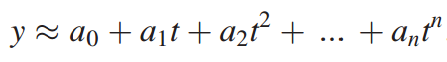 y ≈ a₀ + a₁t + a₂t² + ... + aₙtⁿ